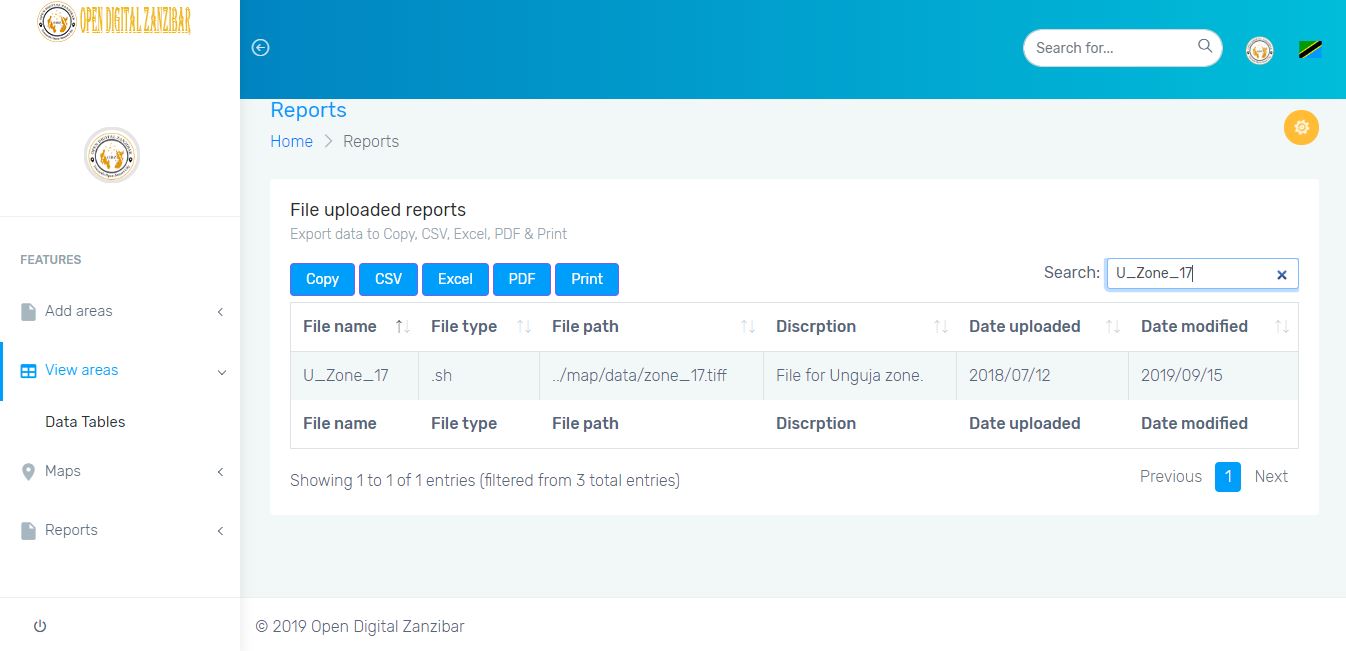 OPEN DIGITAL ZANZIBAR
Search for...
Reports
Home > Reports
FEATURES
Add areas
View areas
Data Tables
Maps
Reports
File uploaded reports
Export data to Copy, CSV, Excel, PDF & Print
Copy CSV Excel PDF Print
Search: U_Zone_17
File name File type File path Discrption Date uploaded Date modified
U_Zone_17 .sh ../map/data/zone_17.tiff File for Unguja zone. 2018/07/12 2019/09/15
File name File type File path Discrption Date uploaded Date modified
Showing 1 to 1 of 1 entries (filtered from 3 total entries)
Previous 1 Next
© 2019 Open Digital Zanzibar